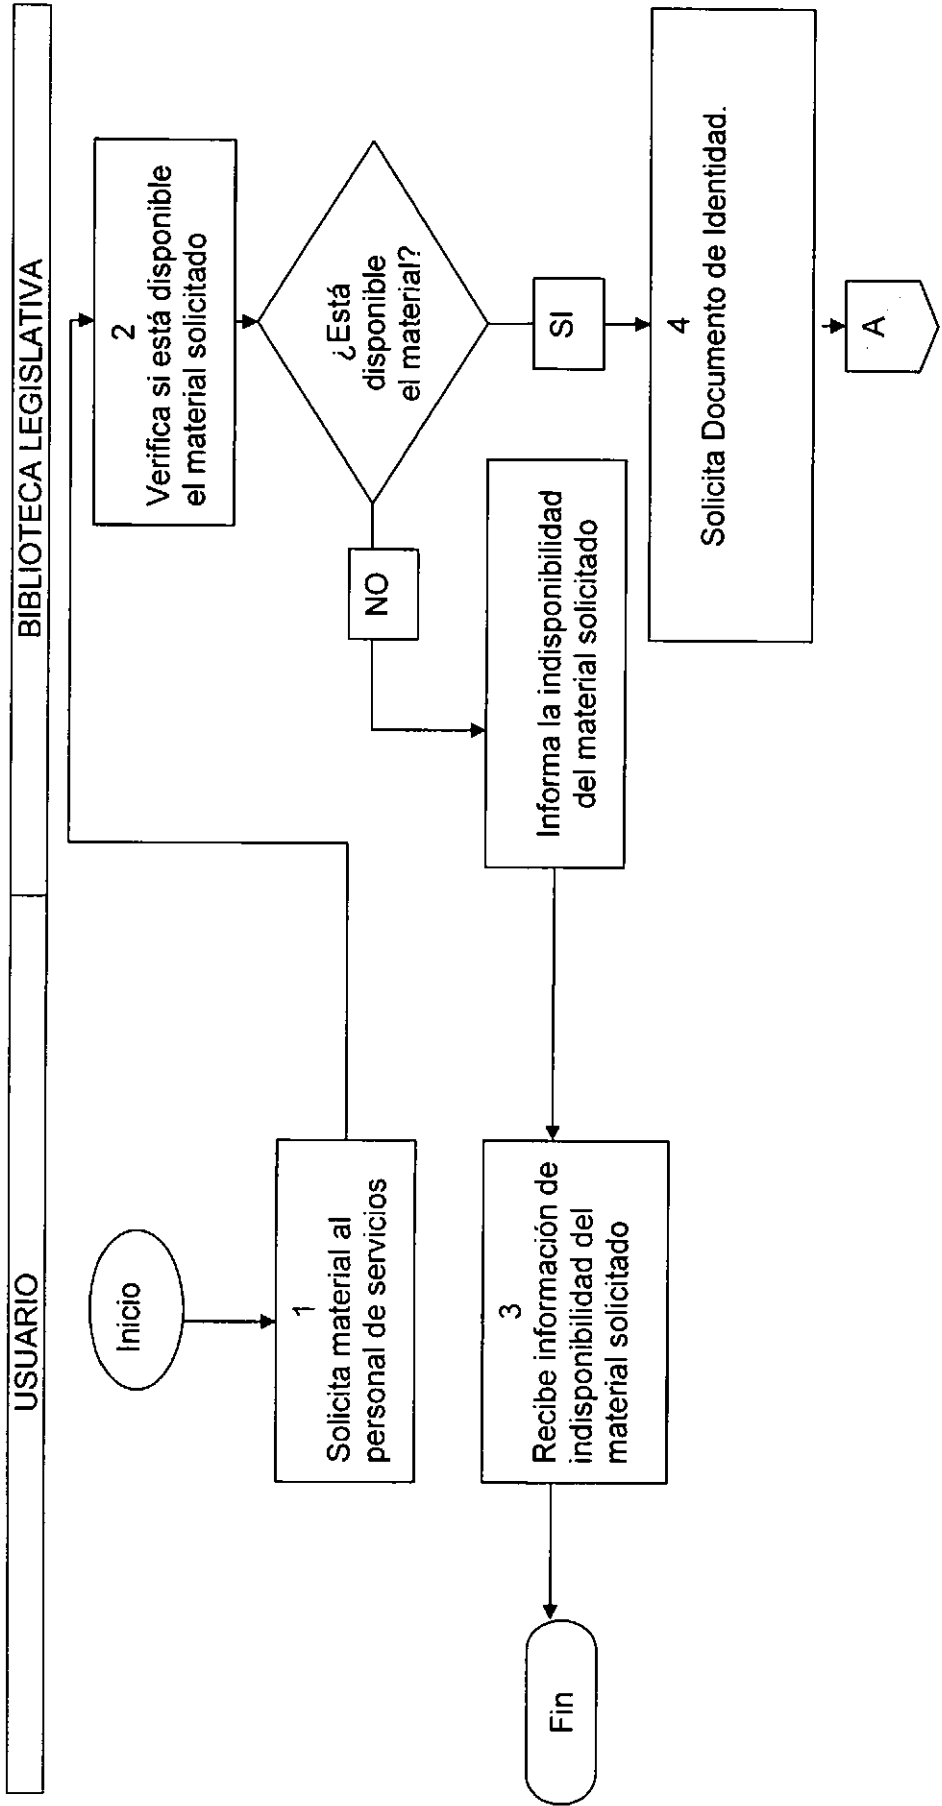 USUARIO
BIBLIOTECA LEGISLATIVA
Inicio
1
Solicita material al
personal de servicios
2
Verifica si está disponible
el material solicitado
¿Está
disponible
el material?
NO
SI
Informa la indisponibilidad
del material solicitado
3
Recibe información de
indisponibilidad del
material solicitado
Fin
4
Solicita Documento de Identidad.
A